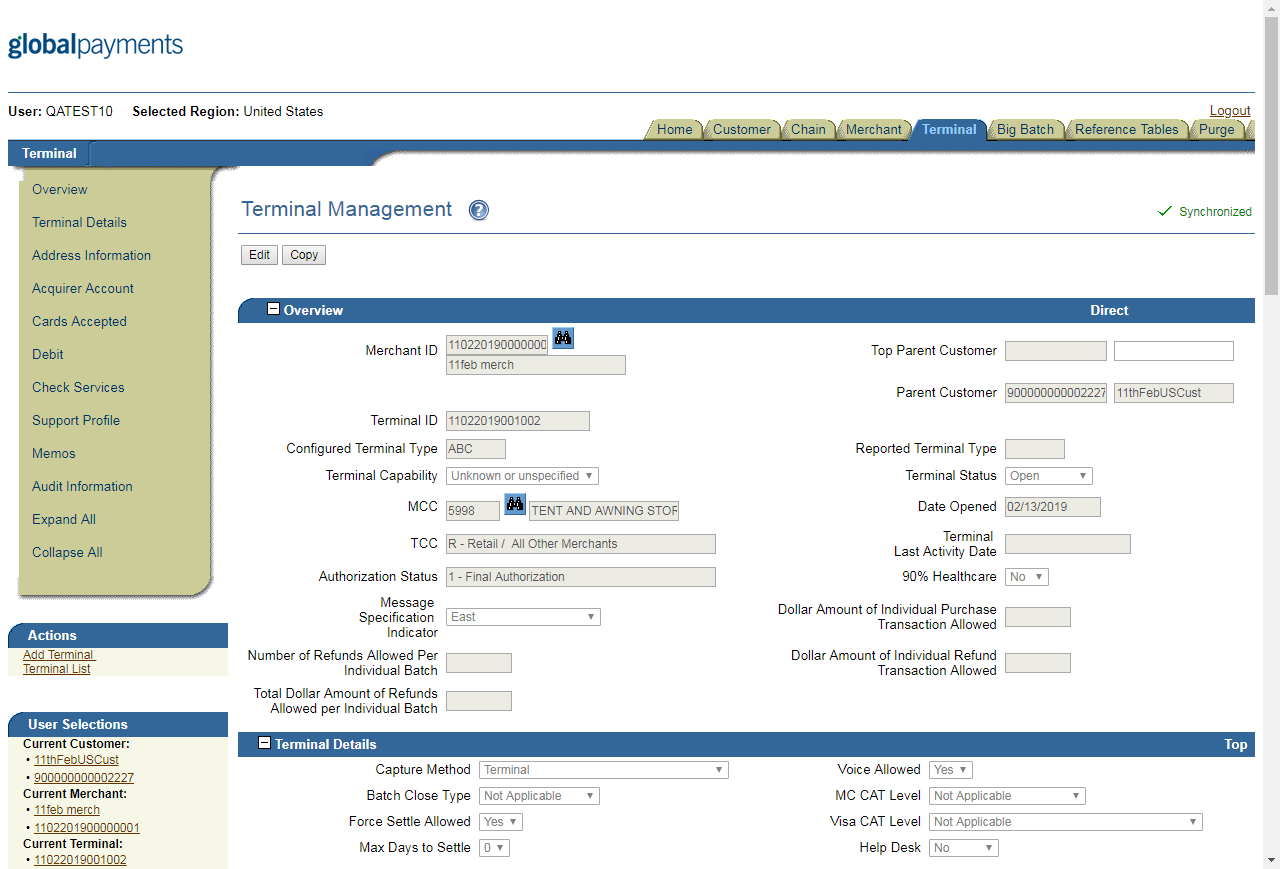 globalpayments
User: QATEST10 Selected Region: United States
Logout
Home Customer Chain Merchant Terminal Big Batch Reference Tables Purge
Terminal
Overview
Terminal Details
Address Information
Acquirer Account
Cards Accepted
Debit
Check Services
Support Profile
Memos
Audit Information
Expand All
Collapse All
Actions
Add Terminal
Terminal List
User Selections
Current Customer:
• 11thFebUSCust
• 900000000002227
Current Merchant:
• 11feb merch
• 1102201900000001
Current Terminal:
• 11022019001002
Terminal Management ?
Synchronized
Edit Copy
Overview Direct
Merchant ID 110220190000000
11feb merch
Top Parent Customer
Parent Customer 900000000002227 11thFebUSCust
Terminal ID 11022019001002
Configured Terminal Type ABC
Reported Terminal Type
Terminal Capability Unknown or unspecified
Terminal Status Open
MCC 5998 TENT AND AWNING STOR
Date Opened 02/13/2019
TCC R - Retail / All Other Merchants
Terminal
Last Activity Date
Authorization Status 1 - Final Authorization
90% Healthcare No
Message
Specification
Indicator
East
Dollar Amount of Individual Purchase
Transaction Allowed
Number of Refunds Allowed Per
Individual Batch
Dollar Amount of Individual Refund
Transaction Allowed
Total Dollar Amount of Refunds
Allowed per Individual Batch
Terminal Details Top
Capture Method Terminal
Voice Allowed Yes
Batch Close Type Not Applicable
MC CAT Level Not Applicable
Force Settle Allowed Yes
Visa CAT Level Not Applicable
Max Days to Settle 0
Help Desk No